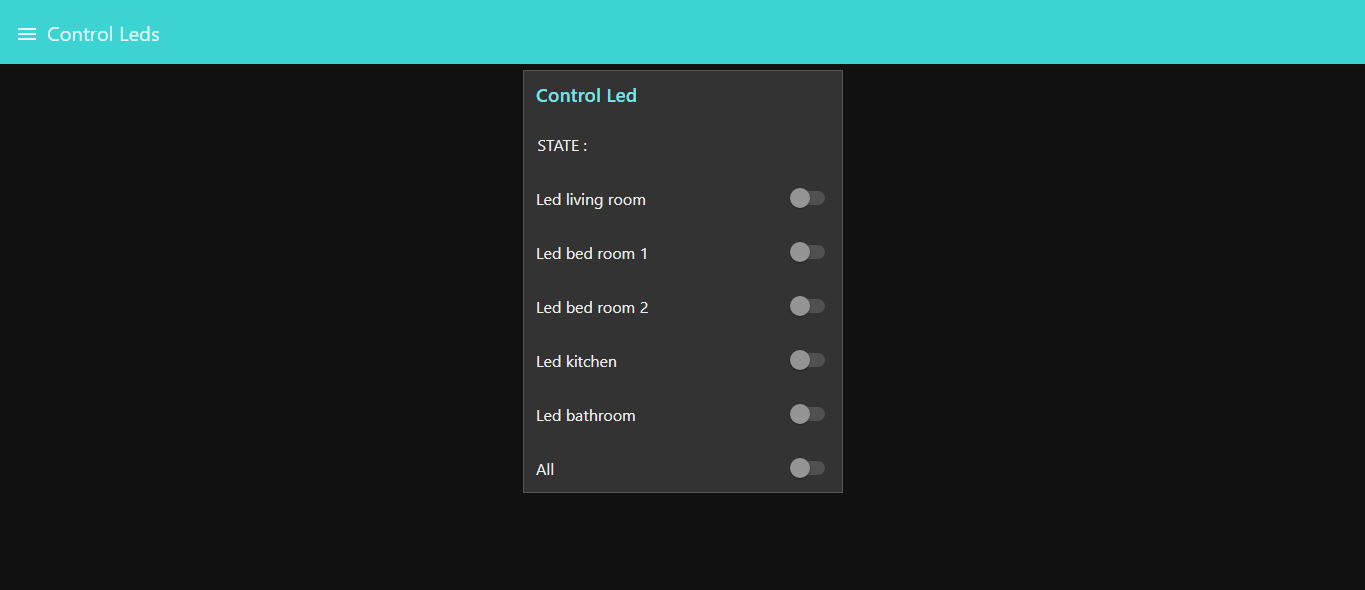 Control Leds
Control Led
STATE :
Led living room
Led bed room 1
Led bed room 2
Led kitchen
Led bathroom
All